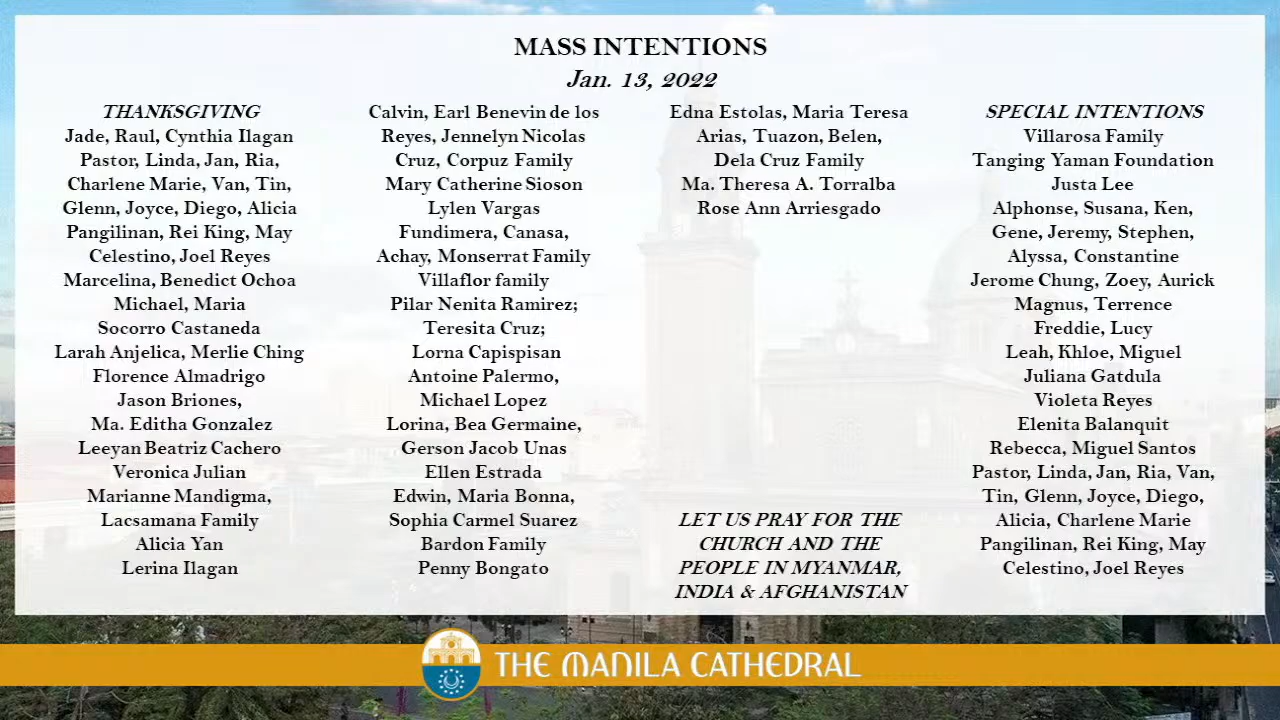 MASS INTENTIONS
Jan. 13, 2022
THANKSGIVING
Jade, Raul, Cynthia Ilagan
Pastor, Linda, Jan, Ria,
Charlene Marie, Van, Tin,
Glenn, Joyce, Diego, Alicia
Pangilinan, Rei King, May
Celestino, Joel Reyes
Marcelina, Benedict Ochoa
Michael, Maria
Socorro Castaneda
Larah Anjelica, Merlie Ching
Florence Almadrigo
Jason Briones,
Ma. Editha Gonzalez
Leeyan Beatriz Cachero
Veronica Julian
Marianne Mandigma,
Lacsamana Family
Alicia Yan
Lerina Ilagan
Calvin, Earl Benevin de los
Reyes, Jennelyn Nicolas
Cruz, Corpuz Family
Mary Catherine Sioson
Lylen Vargas
Fundimera, Canasa,
Achay, Monserrat Family
Villaflor family
Pilar Nenita Ramirez;
Teresita Cruz;
Lorna Capispisan
Antoine Palermo,
Michael Lopez
Lorina, Bea Germaine,
Gerson Jacob Unas
Ellen Estrada
Edwin, Maria Bonna,
Sophia Carmel Suarez
Bardon Family
Penny Bongato
Edna Estolas, Maria Teresa
Arias, Tuazon, Belen,
Dela Cruz Family
Ma. Theresa A. Torralba
Rose Ann Arriesgado
LET US PRAY FOR THE
CHURCH AND THE
PEOPLE IN MYANMAR,
INDIA & AFGHANISTAN
SPECIAL INTENTIONS
Villarosa Family
Tanging Yaman Foundation
Justa Lee
Alphonse, Susana, Ken,
Gene, Jeremy, Stephen,
Alyssa, Constantine
Jerome Chung, Zoey, Aurick
Magnus, Terrence
Freddie, Lucy
Leah, Khloe, Miguel
Juliana Gatdula
Violeta Reyes
Elenita Balanquit
Rebecca, Miguel Santos
Pastor, Linda, Jan, Ria, Van,
Tin, Glenn, Joyce, Diego,
Alicia, Charlene Marie
Pangilinan, Rei King, May
Celestino, Joel Reyes
THE MANILA CATHEDRAL